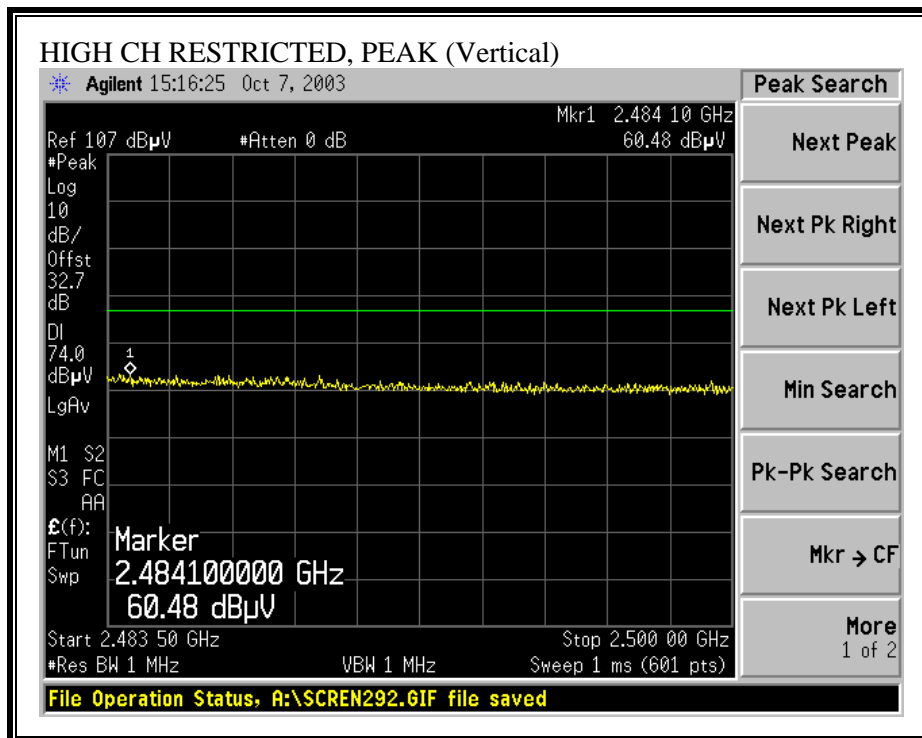 HIGH CH RESTRICTED, PEAK (Vertical)
Agilent 15:16:25 Oct 7, 2003
Peak Search
Mkr1 2.484 10 GHz
Ref 107 dBµV #Atten 0 dB 60.48 dBµV
#Peak
Log
10
dB/
Offst
32.7
dB
DI
74.0
dBµV
LgAv
1
M1 S2
S3 FC
AA
£(f):
FTun
Swp
Marker
2.484100000 GHz
60.48 dBµV
Start 2.483 50 GHz Stop 2.500 00 GHz
#Res BW 1 MHz VBW 1 MHz Sweep 1 ms (601 pts)
Next Peak
Next Pk Right
Next Pk Left
Min Search
Pk-Pk Search
Mkr → CF
More
1 of 2
File Operation Status, A:\SCREN292.GIF file saved